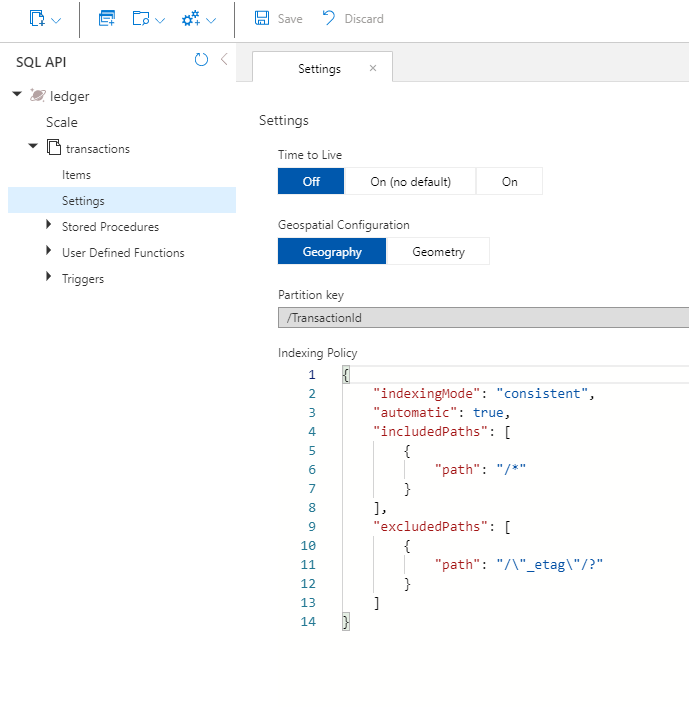 Save Discard
SQL API
ledger
Scale
transactions
Items
Settings
Stored Procedures
User Defined Functions
Triggers
Settings
Settings
Time to Live
Off On (no default) On
Geospatial Configuration
Geography Geometry
Partition key
/TransactionId
Indexing Policy
1 {
2 "indexingMode": "consistent",
3 "automatic": true,
4 "includedPaths": [
5 {
6 "path": "/*"
7 }
8 ],
9 "excludedPaths": [
10 {
11 "path": "/\"_etag\"/?"
12 }
13 ]
14 }